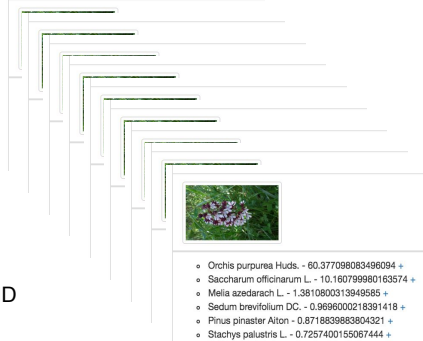 Orchis purpurea Huds. - 60.377098083496094 +
Saccharum officinarum L. - 10.160799980163574 +
Melia azedarach L. - 1.3810800313949585 +
Sedum brevifolium DC. - 0.9696000218391418 +
Pinus pinaster Aiton - 0.8718839883804321 +
D
Stachys palustris L. - 0.7257400155067444 +